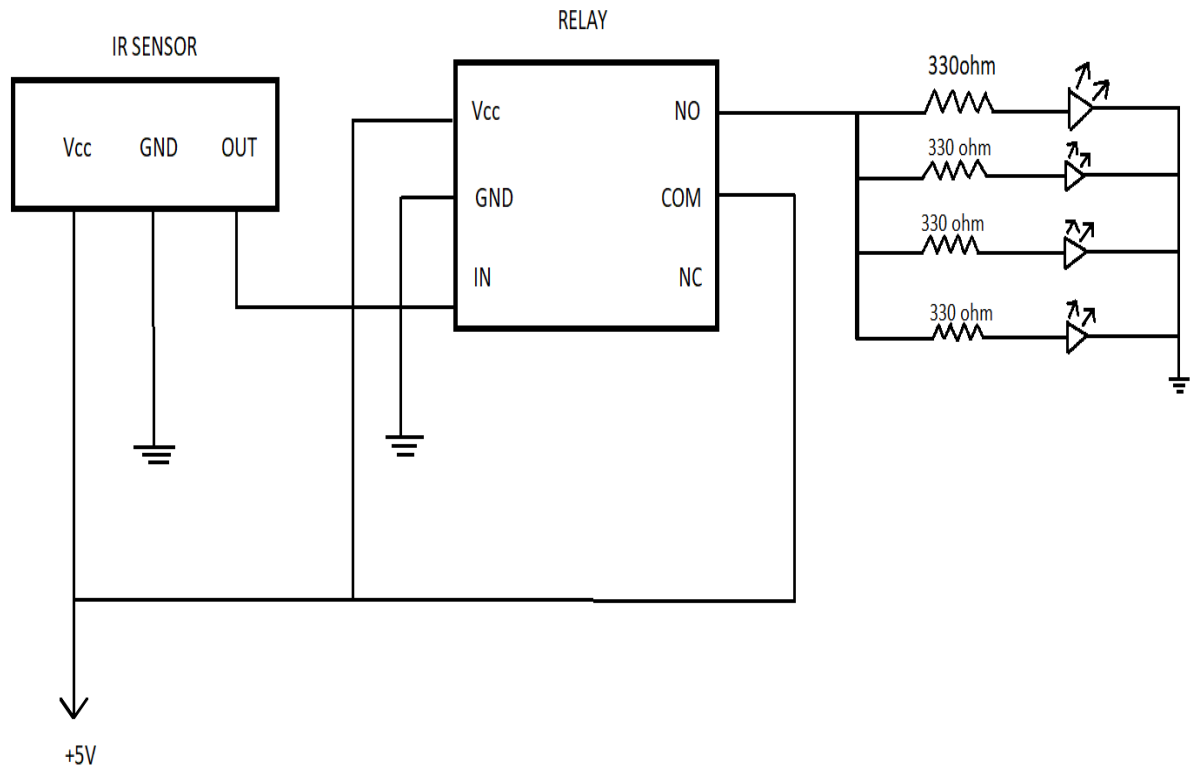 RELAY
IR SENSOR
Vcc GND OUT
Vcc
GND
IN
NO
COM
NC
330ohm
330 ohm
330 ohm
330 ohm
+5V